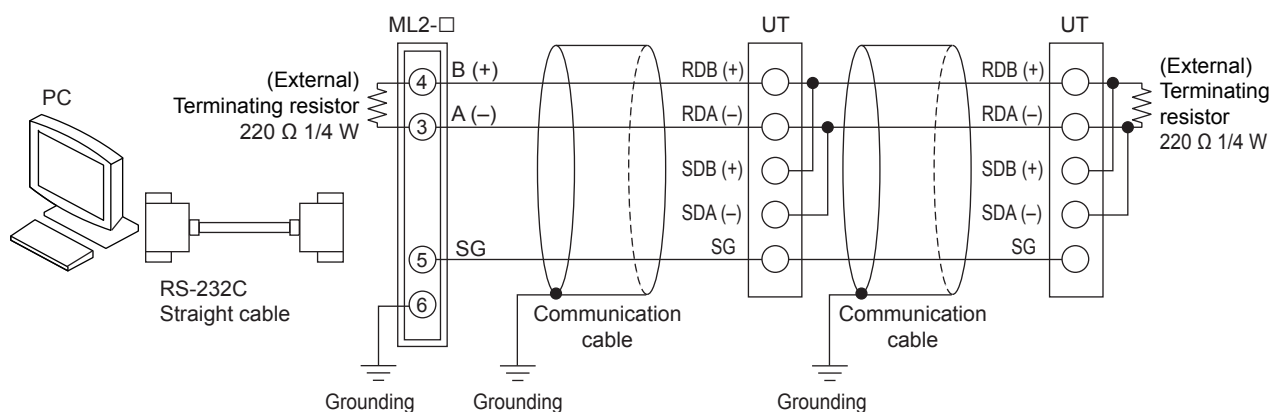 ML2-□
UT
UT
PC
(External)
Terminating resistor
220 Ω 1/4 W
4
B (+)
3
A (–)
5
SG
6
RDB (+)
RDA (–)
SDB (+)
SDA (–)
SG
RDB (+)
RDA (–)
SDB (+)
SDA (–)
SG
(External)
Terminating
resistor
220 Ω 1/4 W
RS-232C
Straight cable
Communication
cable
Communication
cable
Grounding
Grounding
Grounding